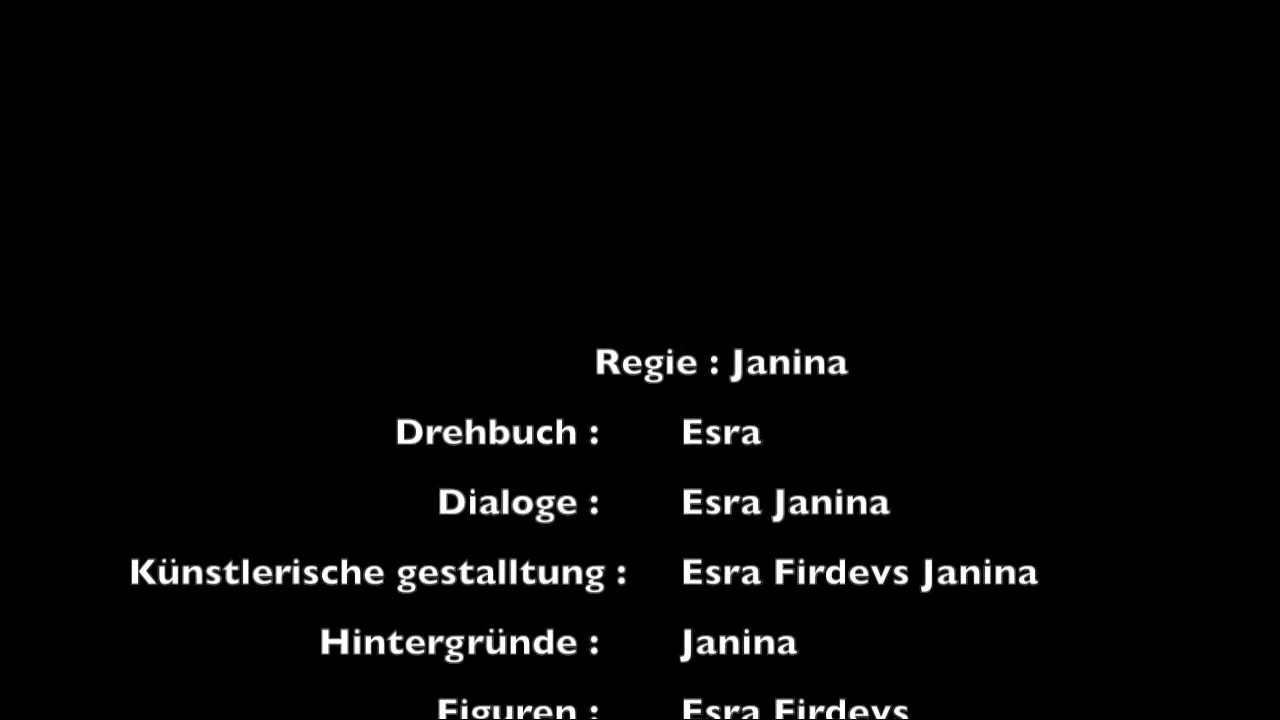 Regie : Janina
Drehbuch : Esra
Dialoge : Esra Janina
Künstlerische gestalltung : Esra Firdevs Janina
Hintergründe : Janina
Figuren : Esra Firdevs